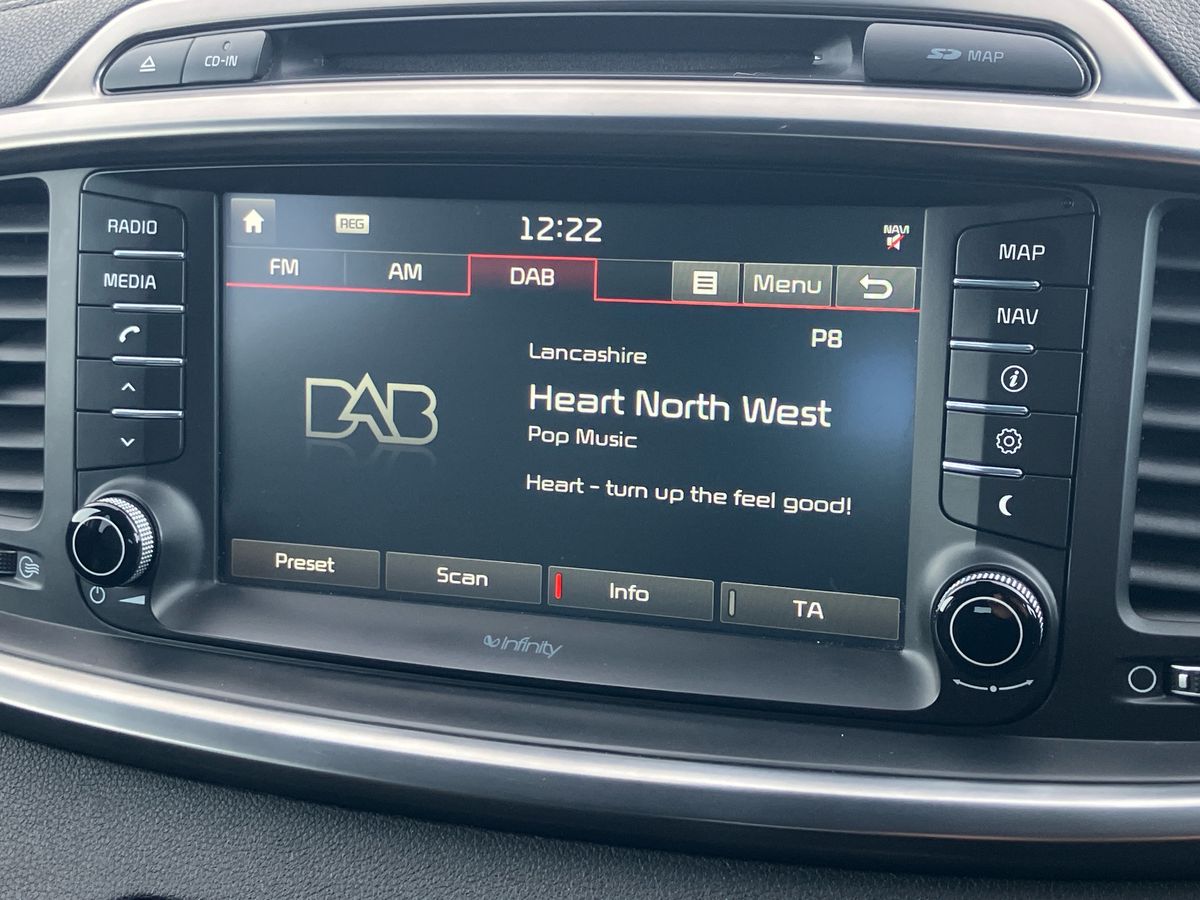 CD-IN
SD MAP
RADIO
MEDIA
REG
12:22
NAVI
FM
AM
DAB
Menu
P8
Lancashire
DAB
Heart North West
Pop Music
Heart - turn up the feel good!
Preset
Scan
Info
TA
Infinity
MAP
NAV